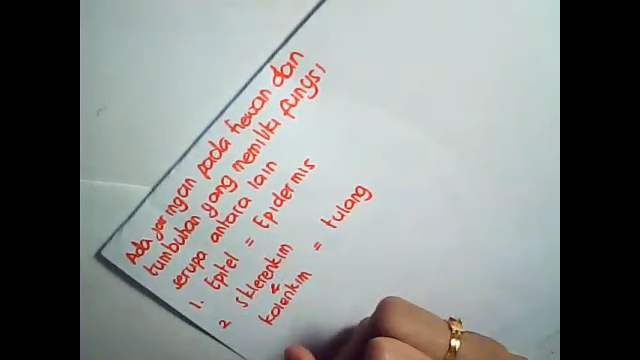 Ada jaringan pada hewan dan
tumbuhan yang memiliki fungsi
serupa antara lain
1. Epitel = Epidermis
2 sklerenkim
& = tulang
kolenkim